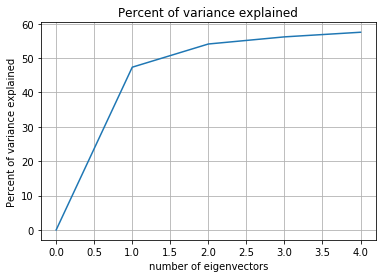 Percent of variance explained
Percent of variance explained
60
50
40
30
20
10
0
0.0 0.5 1.0 1.5 2.0 2.5 3.0 3.5 4.0
number of eigenvectors